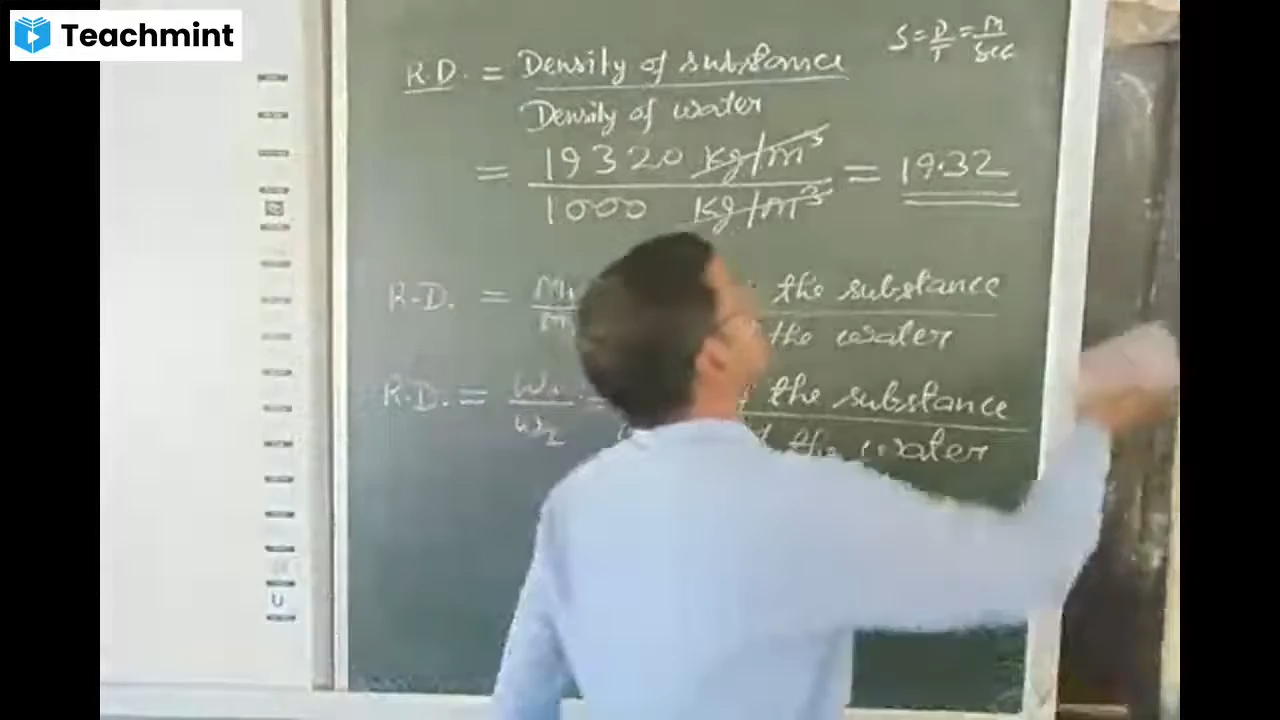 Teachmint
S = D/T = M/Sec
R.D. = Density of substance
Density of water
= 19320 Kg/m³ = 19.32
1000 Kg/m³
R.D. = the substance
the water
R.D. = W₁ the substance
W₂ the water